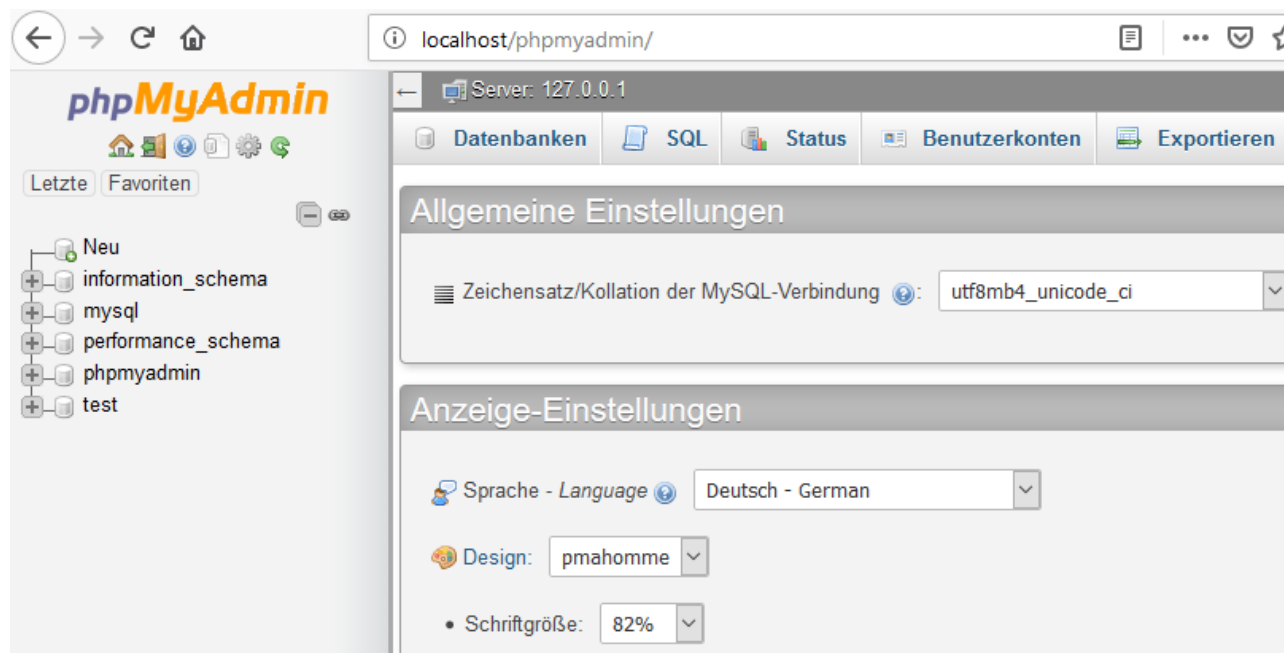 localhost/phpmyadmin/
phpMyAdmin
Letzte Favoriten
Neu
information_schema
mysql
performance_schema
phpmyadmin
test
Server: 127.0.0.1
Datenbanken SQL Status Benutzerkonten Exportieren
Allgemeine Einstellungen
Zeichensatz/Kollation der MySQL-Verbindung : utf8mb4_unicode_ci
Anzeige-Einstellungen
Sprache - Language Deutsch - German
Design: pmahomme
• Schriftgröße: 82%